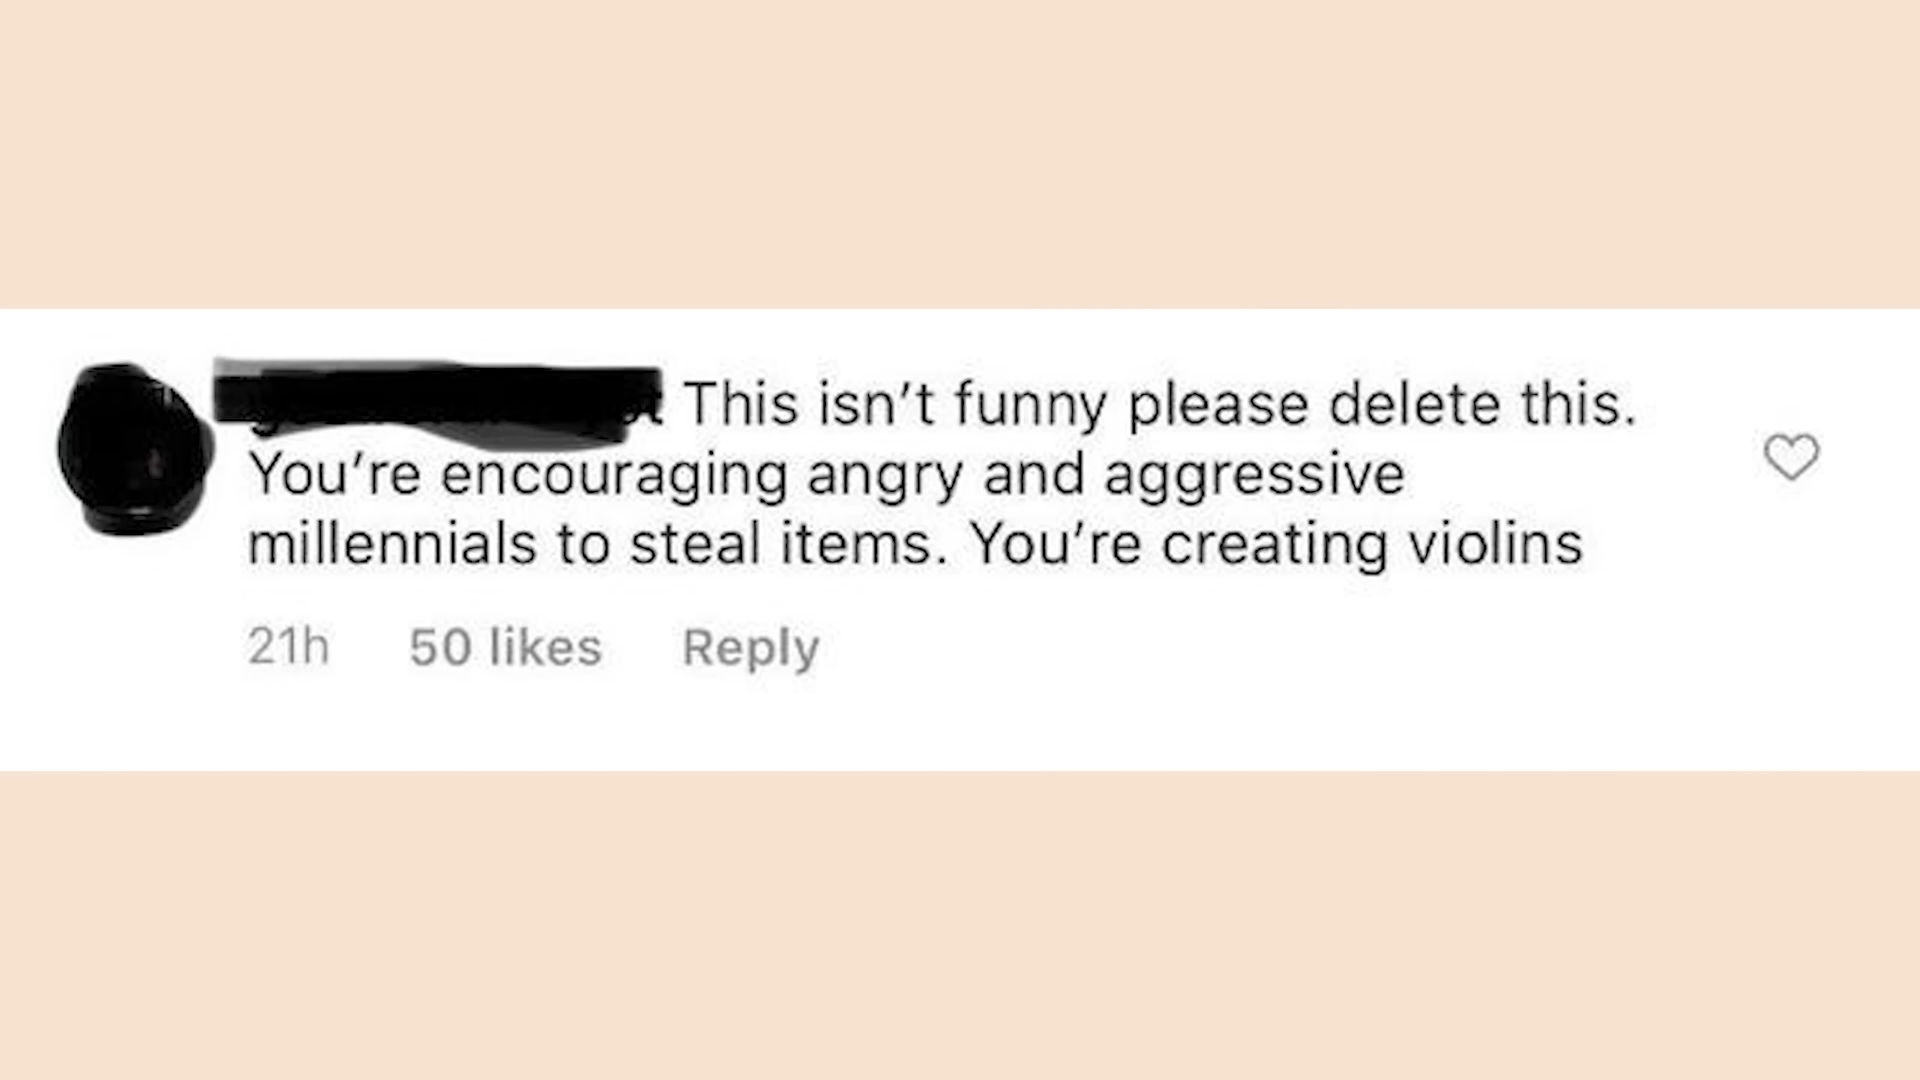 This isn't funny please delete this.
You're encouraging angry and aggressive
millennials to steal items. You're creating violins
21h 50 likes Reply